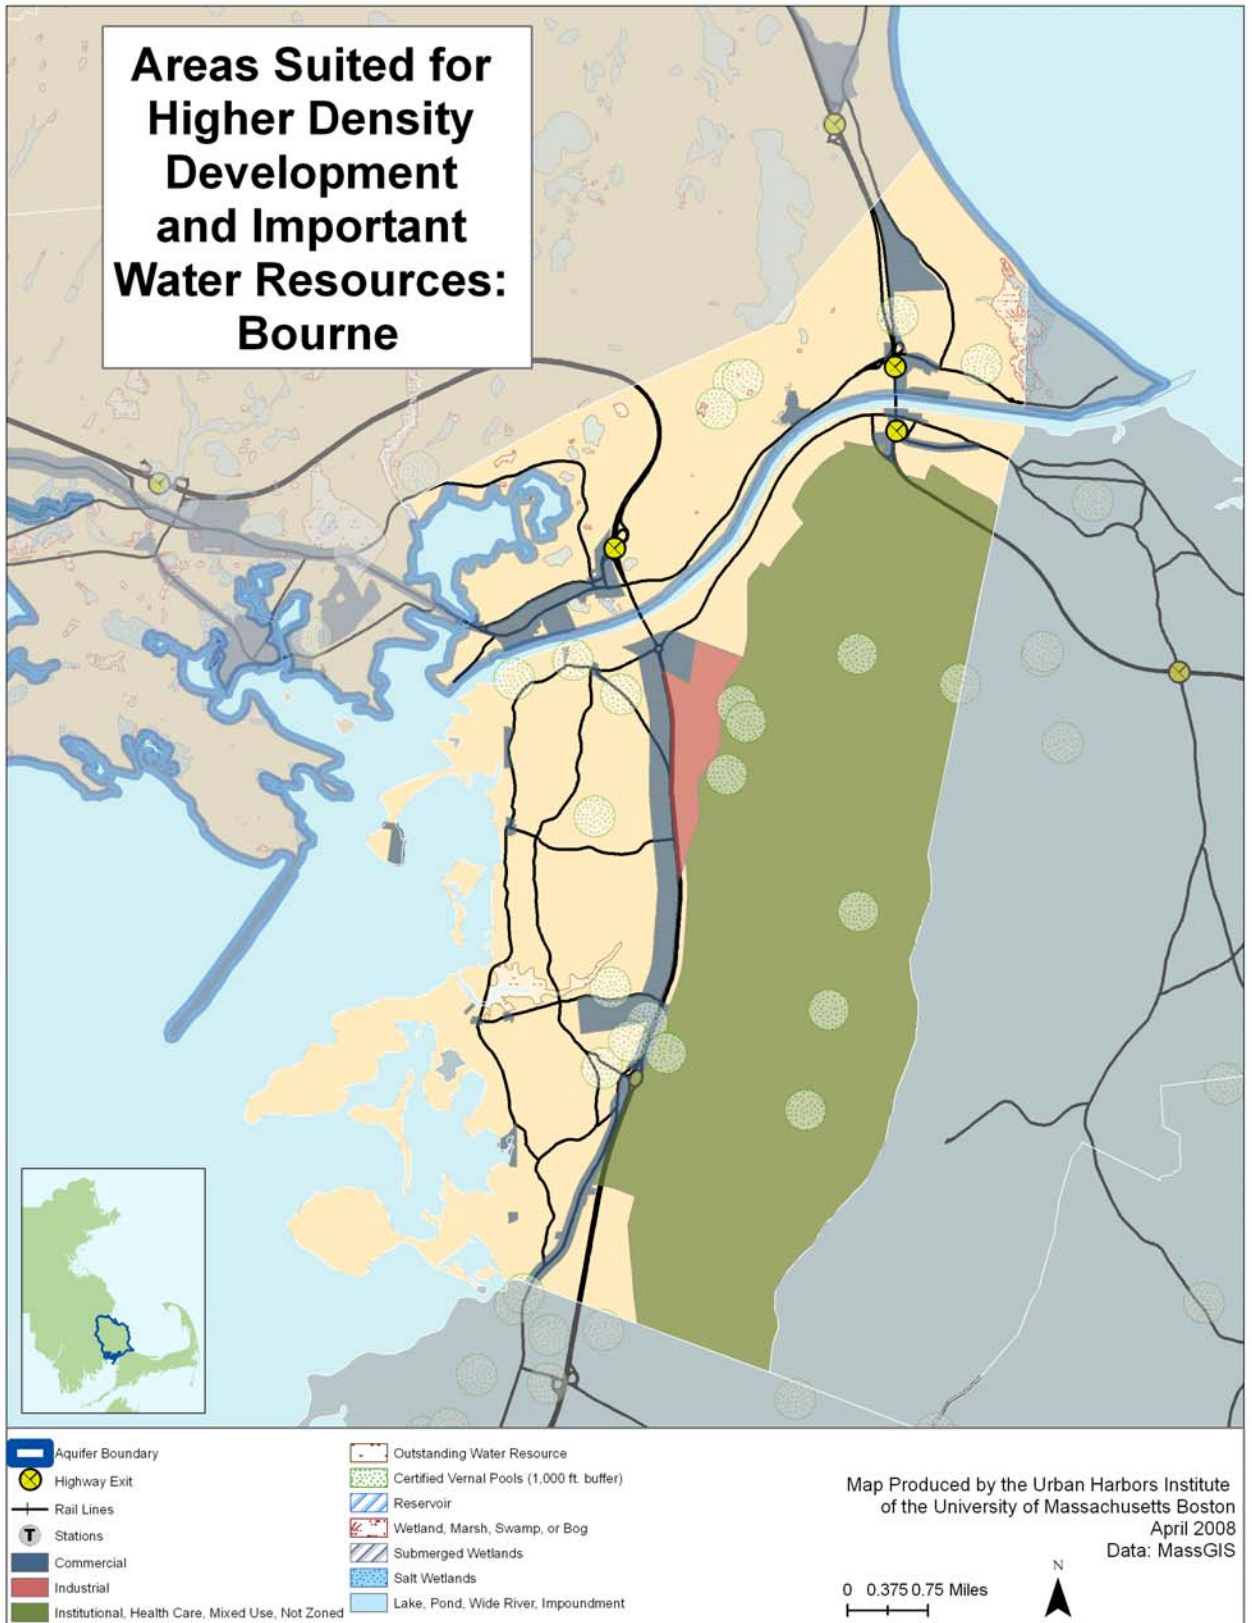 Areas Suited for
Higher Density
Development
and Important
Water Resources:
Bourne
Aquifer Boundary
Highway Exit
Rail Lines
T Stations
Commercial
Industrial
Institutional, Health Care, Mixed Use, Not Zoned
Outstanding Water Resource
Certified Vernal Pools (1,000 ft. buffer)
Reservoir
Wetland, Marsh, Swamp, or Bog
Submerged Wetlands
Salt Wetlands
Lake, Pond, Wide River, Impoundment
Map Produced by the Urban Harbors Institute
of the University of Massachusetts Boston
April 2008
Data: MassGIS
N
0 0.375 0.75 Miles